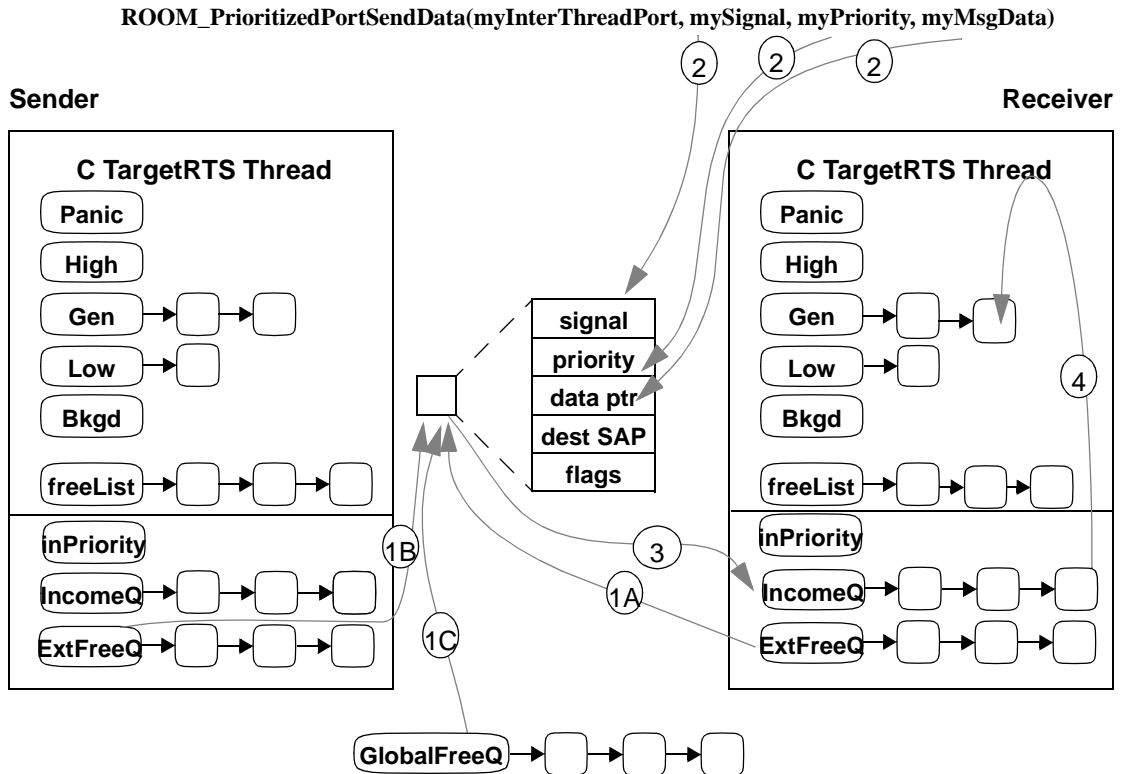 ROOM_PrioritizedPortSendData(myInterThreadPort, mySignal, myPriority, myMsgData)
2
2
2
Sender
Receiver
C TargetRTS Thread
Panic
High
Gen
Low
Bkgd
freeList
inPriority
IncomeQ
ExtFreeQ
signal
priority
data ptr
dest SAP
flags
1B
1C
3
1A
C TargetRTS Thread
Panic
High
Gen
Low
Bkgd
freeList
inPriority
IncomeQ
ExtFreeQ
4
GlobalFreeQ